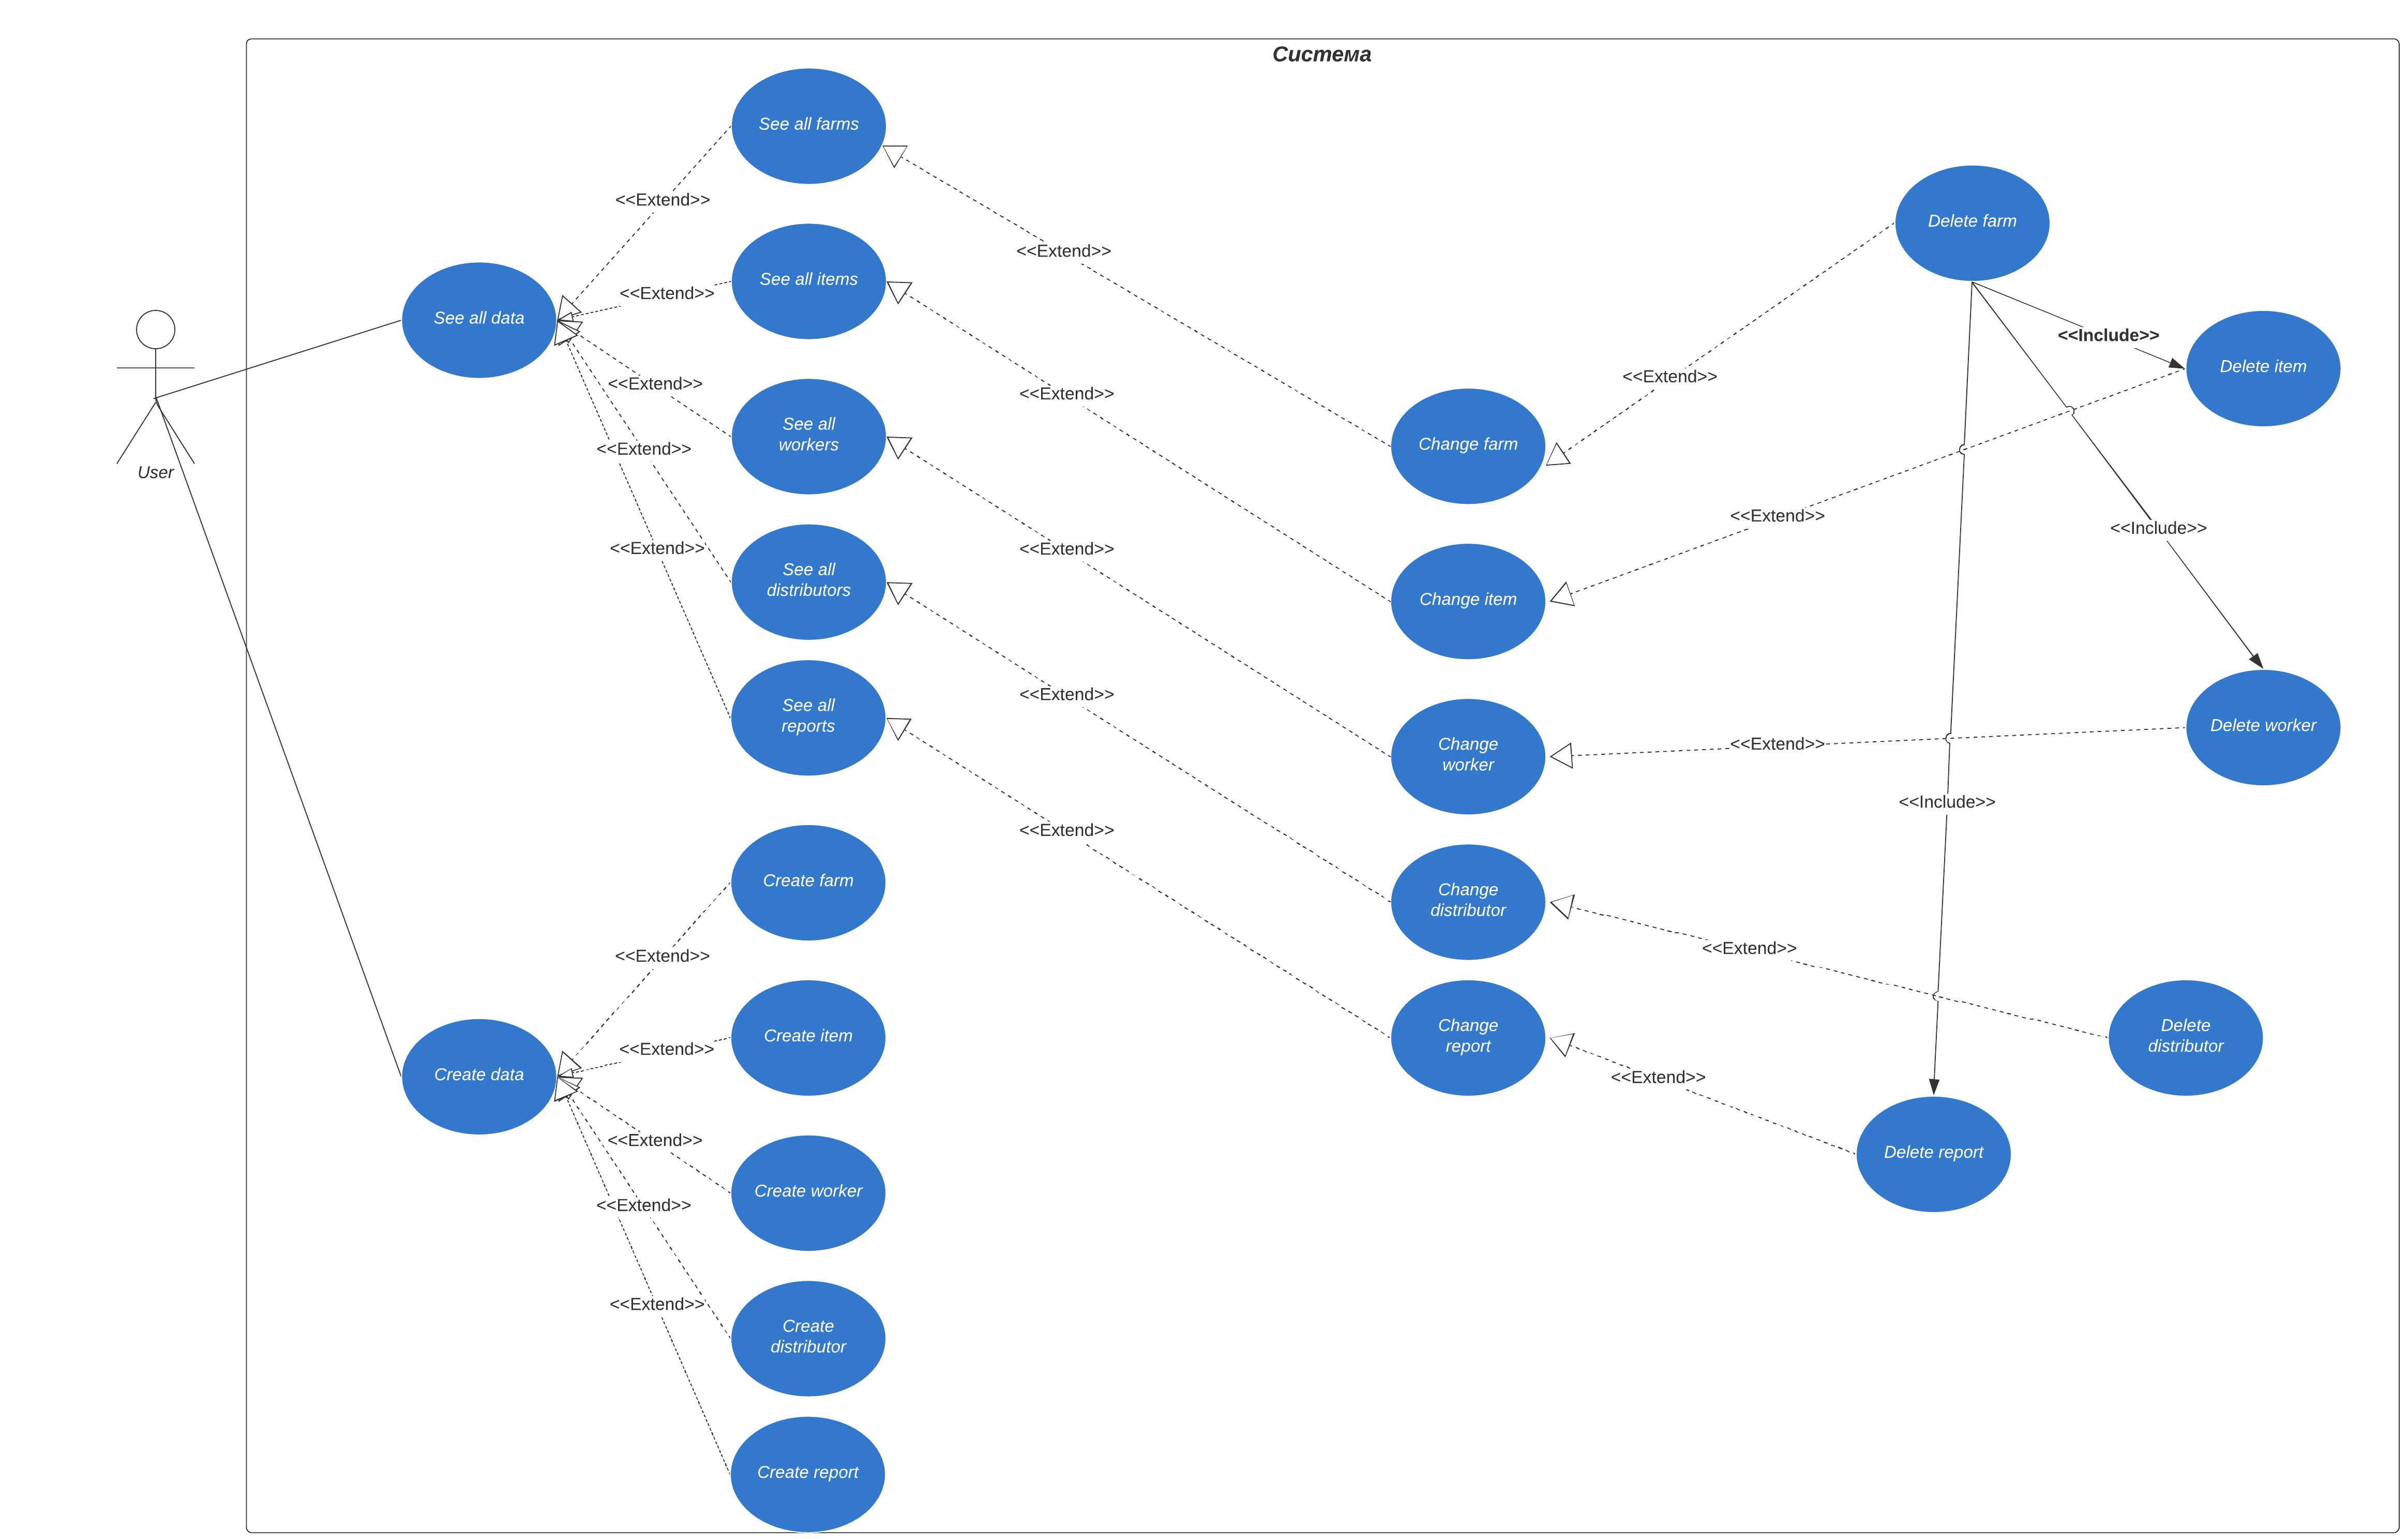 Система
See all farms
<<Extend>>
Delete farm
<<Extend>>
See all items
<<Extend>>
See all data
<<Include>>
Delete item
<<Extend>>
<<Extend>>
<<Extend>>
See all
workers
Change farm
<<Extend>>
User
<<Extend>>
<<Include>>
<<Extend>>
<<Extend>>
See all
distributors
Change item
<<Extend>>
See all
reports
Delete worker
Change
worker
<<Extend>>
<<Include>>
<<Extend>>
Create farm
Change
distributor
<<Extend>>
<<Extend>>
Create item
Change
report
Delete
distributor
<<Extend>>
Create data
<<Extend>>
<<Extend>>
Delete report
Create worker
<<Extend>>
<<Extend>>
Create
distributor
Create report